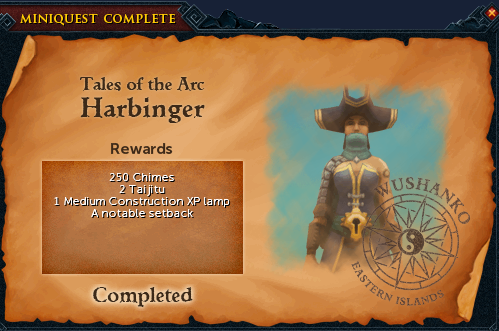 MINIQUEST COMPLETE
Tales of the Arc
Harbinger
Rewards
250 Chimes
2 Taijitu
1 Medium Construction XP lamp
A notable setback
WUSHANKO
EASTERN ISLANDS
Completed